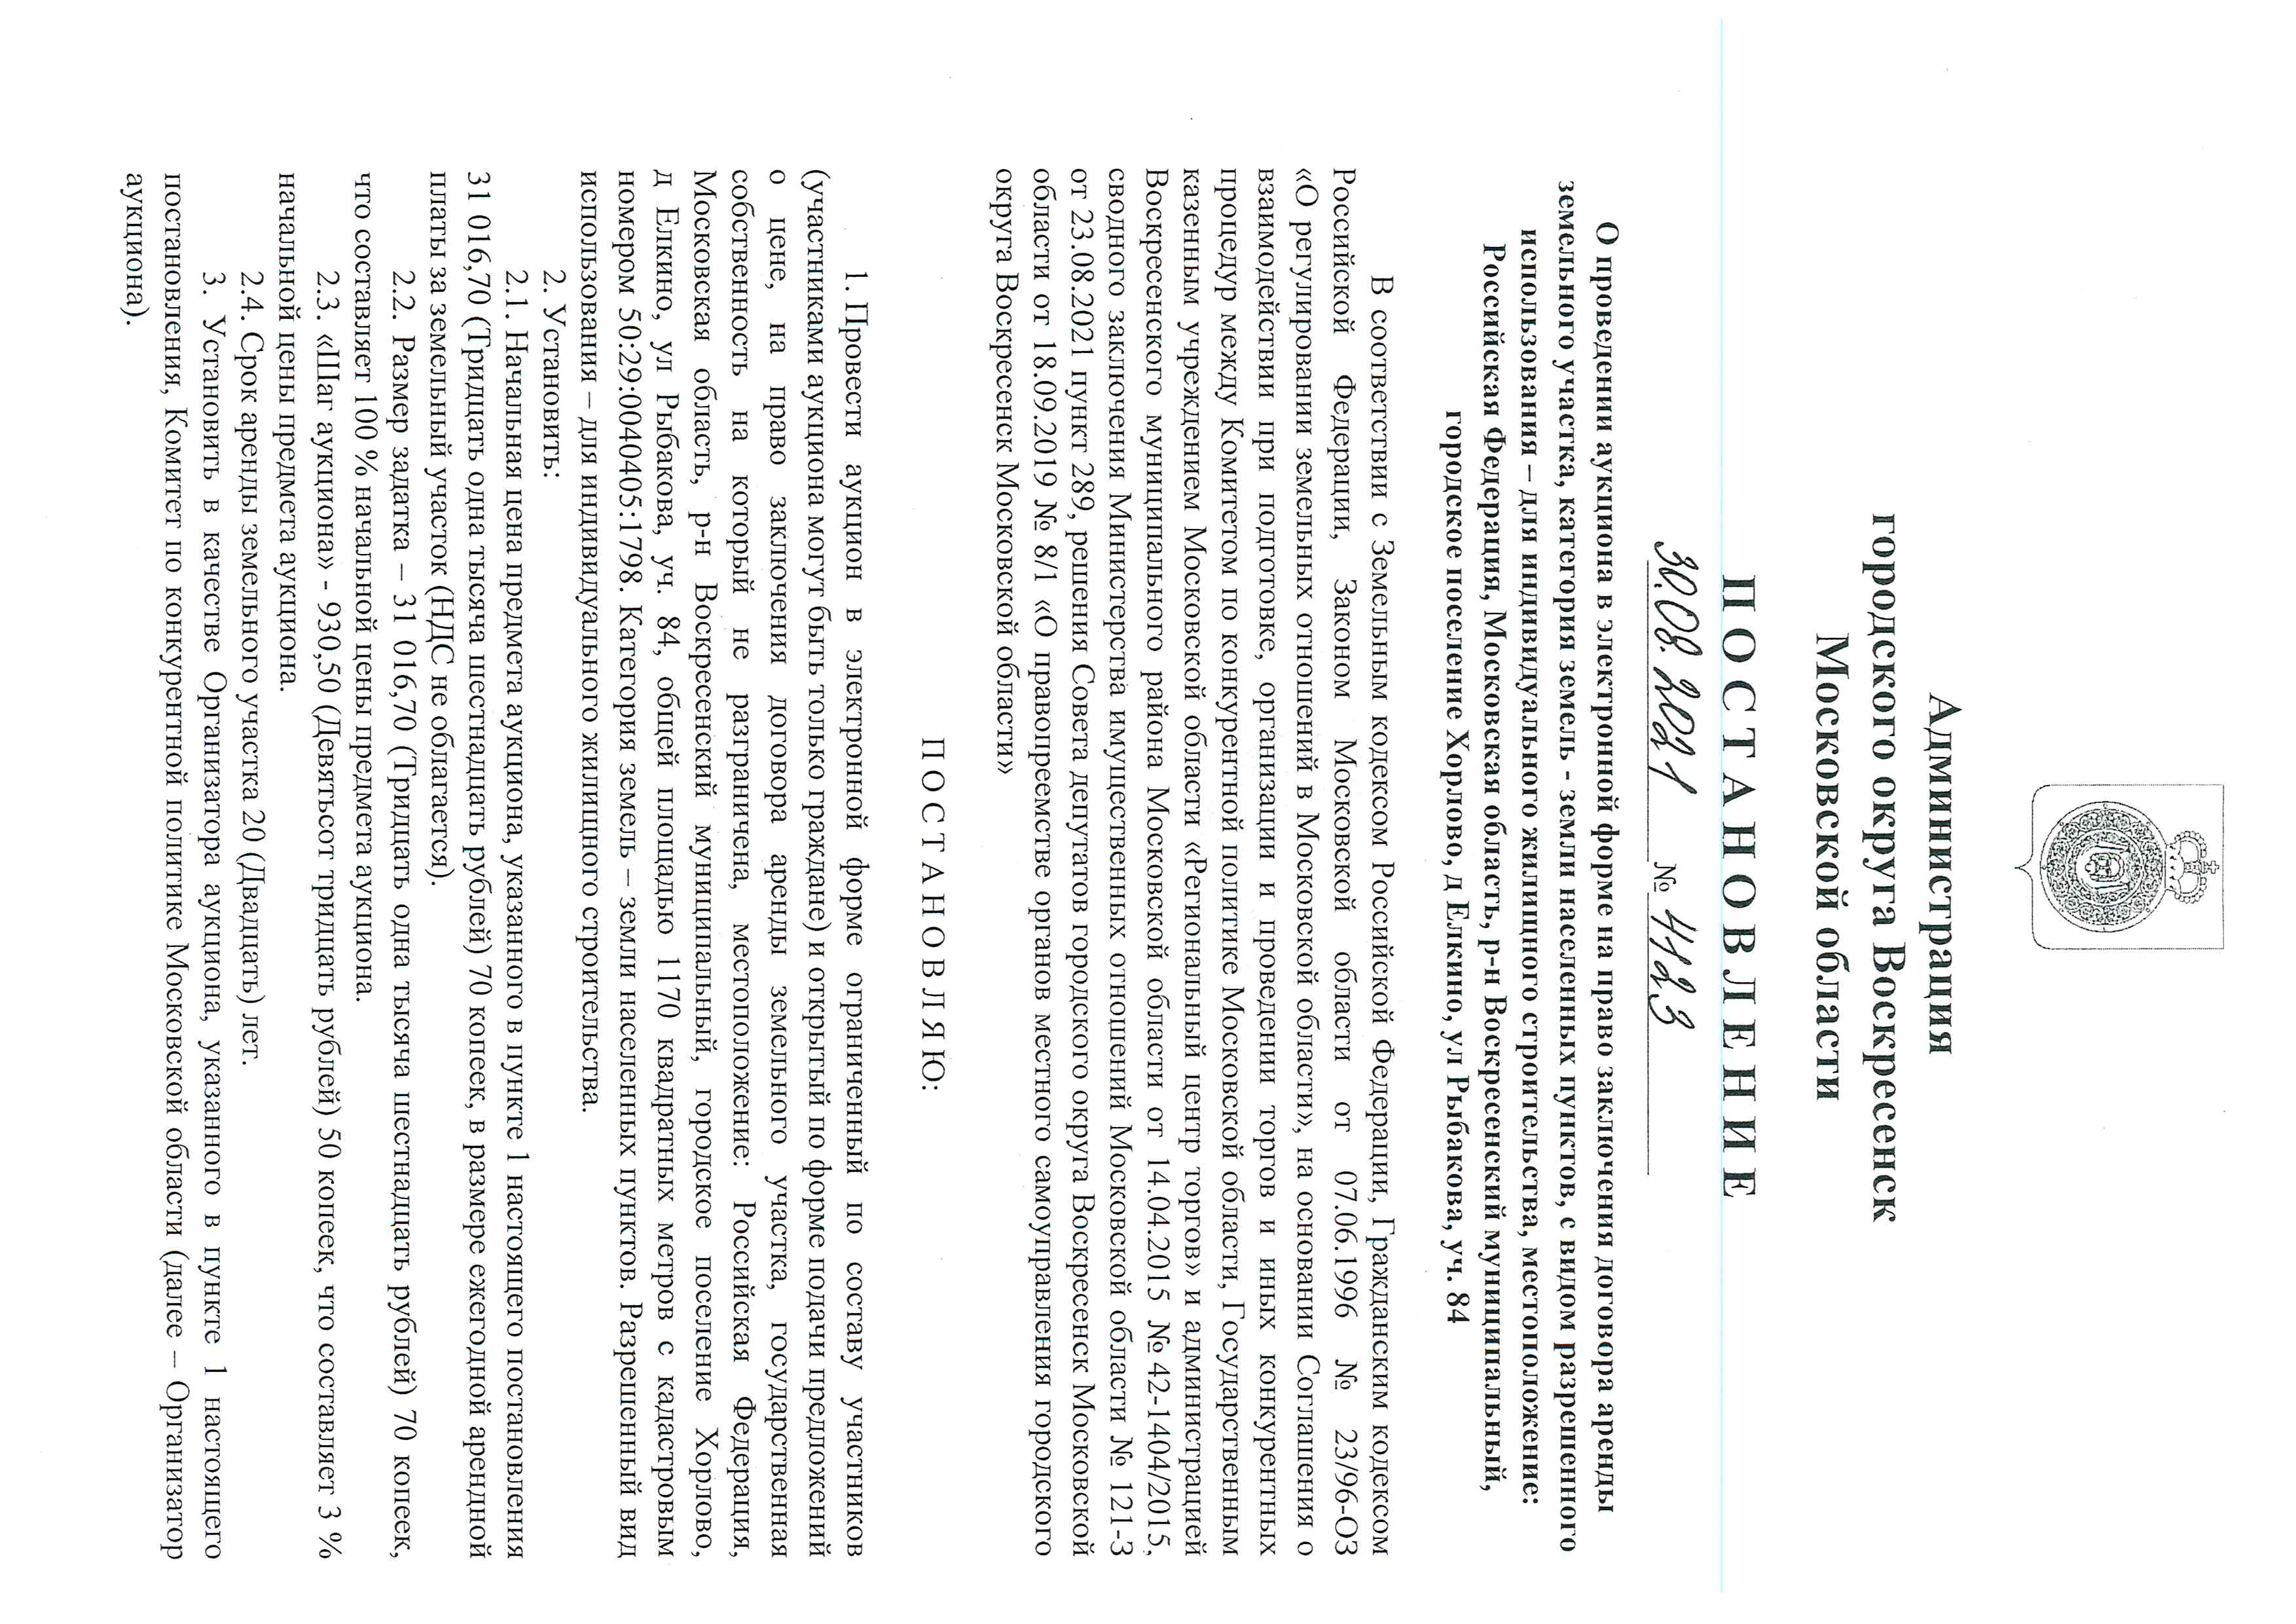 Администрация
городского округа Воскресенск
Московской области
ПОСТАНОВЛЕНИЕ
30.08.2021 № 4123
О проведении аукциона в электронной форме на право заключения договора аренды
земельного участка, категория земель - земли населенных пунктов, с видом разрешенного
использования – для индивидуального жилищного строительства, местоположение:
Российская Федерация, Московская область, р-н Воскресенский муниципальный,
городское поселение Хорлово, д Елкино, ул Рыбакова, уч. 84
В соответствии с Земельным кодексом Российской Федерации, Гражданским кодексом
Российской Федерации, Законом Московской области от 07.06.1996 № 23/96-ОЗ
«О регулировании земельных отношений в Московской области», на основании Соглашения о
взаимодействии при подготовке, организации и проведении торгов и иных конкурентных
процедур между Комитетом по конкурентной политике Московской области, Государственным
казенным учреждением Московской области «Региональный центр торгов» и администрацией
Воскресенского муниципального района Московской области от 14.04.2015 № 42-1404/2015,
сводного заключения Министерства имущественных отношений Московской области № 121-З
от 23.08.2021 пункт 289, решения Совета депутатов городского округа Воскресенск Московской
области от 18.09.2019 № 8/1 «О правопреемстве органов местного самоуправления городского
округа Воскресенск Московской области»
ПОСТАНОВЛЯЮ:
1. Провести аукцион в электронной форме ограниченный по составу участников
(участниками аукциона могут быть только граждане) и открытый по форме подачи предложений
о цене, на право заключения договора аренды земельного участка, государственная
собственность на который не разграничена, местоположение: Российская Федерация,
Московская область, р-н Воскресенский муниципальный, городское поселение Хорлово,
д Елкино, ул Рыбакова, уч. 84, общей площадью 1170 квадратных метров с кадастровым
номером 50:29:0040405:1798. Категория земель – земли населенных пунктов. Разрешенный вид
использования – для индивидуального жилищного строительства.
2. Установить:
2.1. Начальная цена предмета аукциона, указанного в пункте 1 настоящего постановления
31 016,70 (Тридцать одна тысяча шестнадцать рублей) 70 копеек, в размере ежегодной арендной
платы за земельный участок (НДС не облагается).
2.2. Размер задатка – 31 016,70 (Тридцать одна тысяча шестнадцать рублей) 70 копеек,
что составляет 100 % начальной цены предмета аукциона.
2.3. «Шаг аукциона» - 930,50 (Девятьсот тридцать рублей) 50 копеек, что составляет 3 %
начальной цены предмета аукциона.
2.4. Срок аренды земельного участка 20 (Двадцать) лет.
3. Установить в качестве Организатора аукциона, указанного в пункте 1 настоящего
постановления, Комитет по конкурентной политике Московской области (далее – Организатор
аукциона).